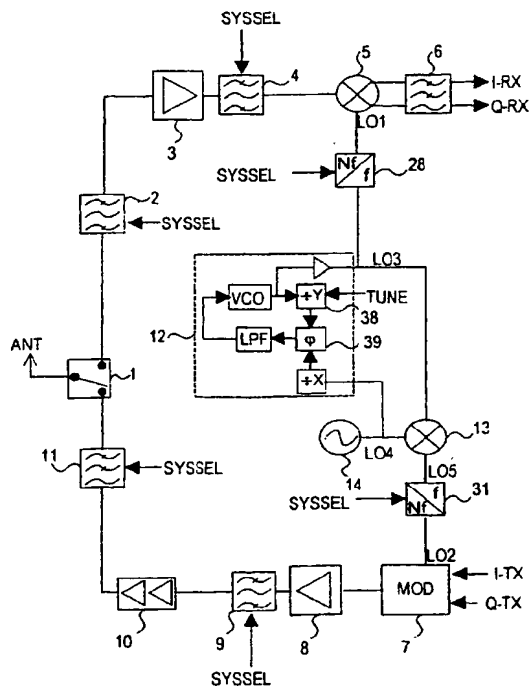 SYSSEL
5
6
4
I-RX
Q-RX
3
LO1
SYSSEL
Nf
f
28
2
SYSSEL
LO3
VCO
+Y
TUNE
38
12
LPF
φ
39
ANT
+X
1
13
11
LO4
SYSSEL
14
LO5
SYSSEL
f
Nf
31
LO2
I-TX
MOD
Q-TX
10
9
8
7
SYSSEL